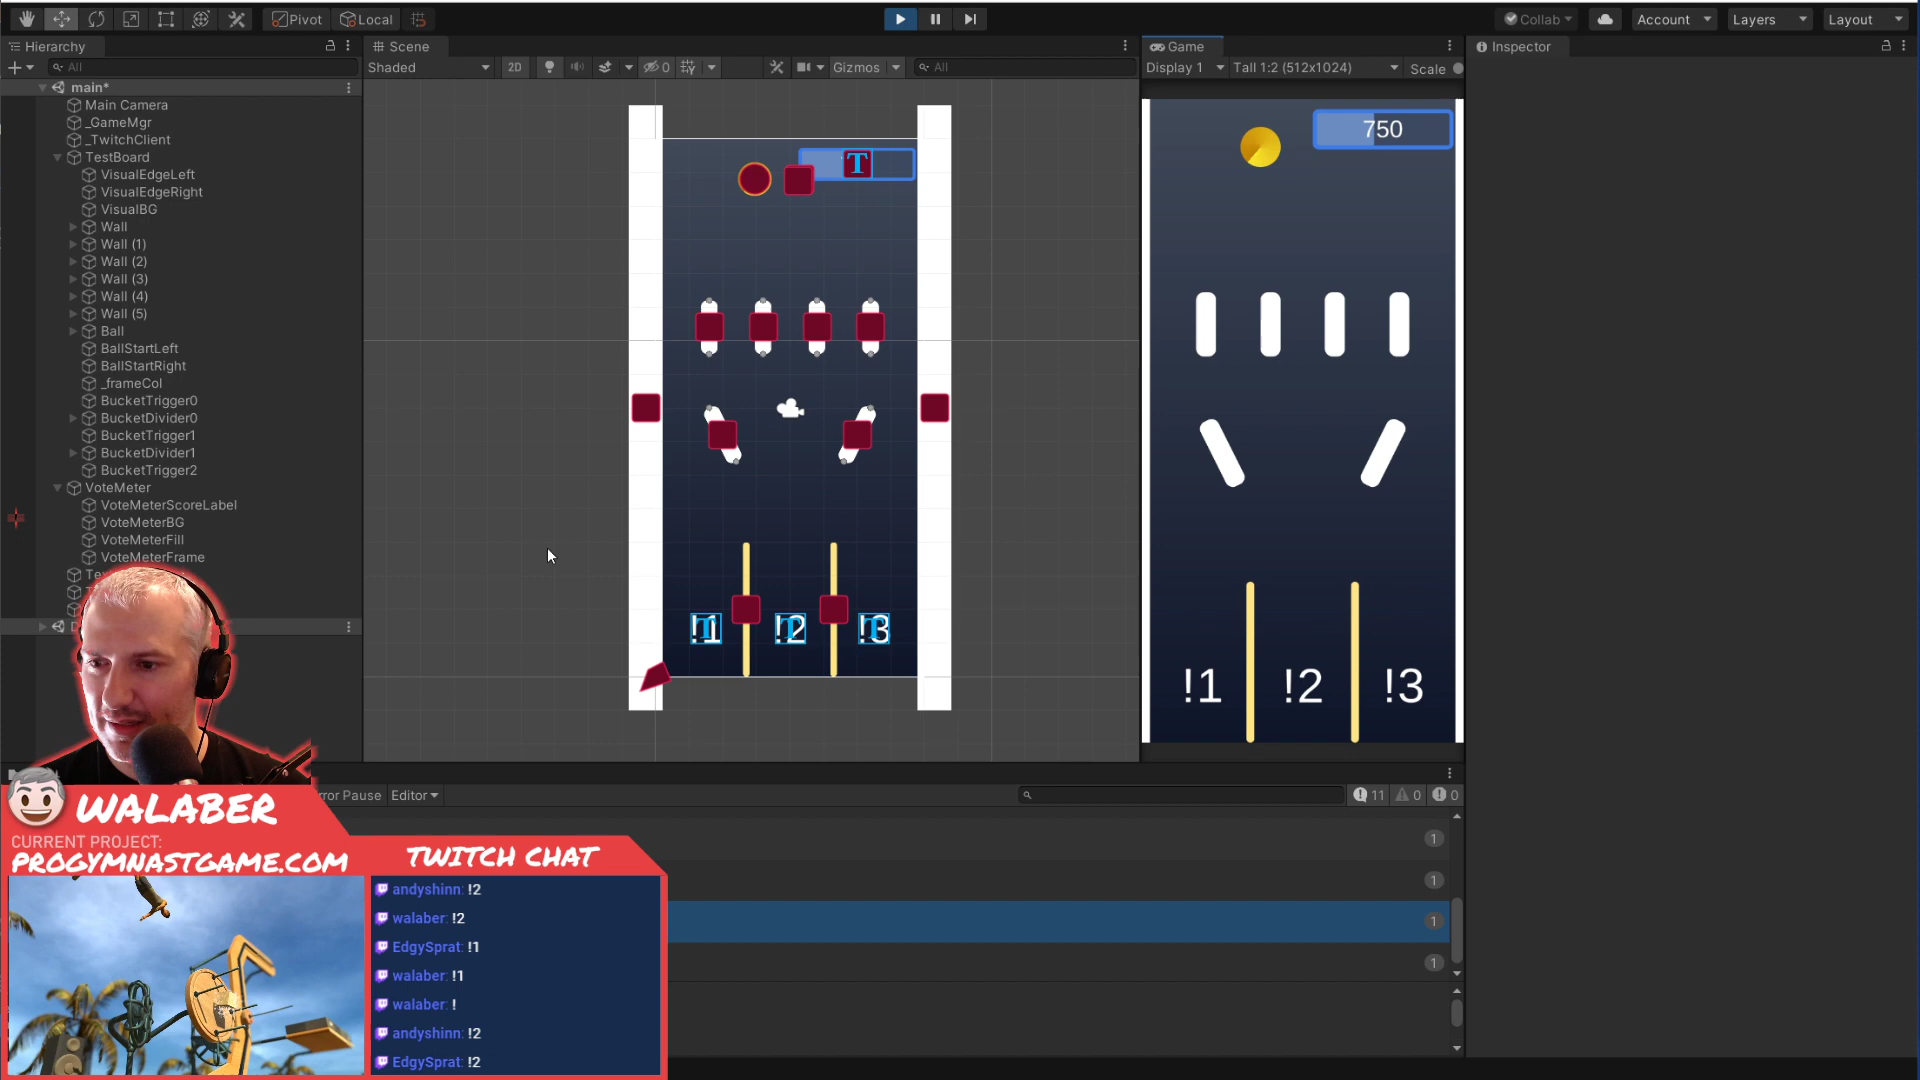 Pivot
Local
Collab
Account
Layers
Layout
Hierarchy
Scene
Game
Inspector
All
Shaded
2D
0
Gizmos
All
Display 1
Tall 1:2 (512x1024)
Scale
main*
Main Camera
_GameMgr
_TwitchClient
TestBoard
VisualEdgeLeft
VisualEdgeRight
VisualBG
Wall
Wall (1)
Wall (2)
Wall (3)
Wall (4)
Wall (5)
Ball
BallStartLeft
BallStartRight
_frameCol
BucketTrigger0
BucketDivider0
BucketTrigger1
BucketDivider1
BucketTrigger2
VoteMeter
VoteMeterScoreLabel
VoteMeterBG
VoteMeterFill
VoteMeterFrame
T
!1
!2
!3
750
!1
!2
!3
ror Pause
Editor
11
0
0
1
1
1
1
WALABER
CURRENT PROJECT:
PROGYMNASTGAME.COM
TWITCH CHAT
andyshinn: !2
walaber: !2
EdgySprat: !1
walaber: !1
walaber: !
andyshinn: !2
EdgySprat: !2